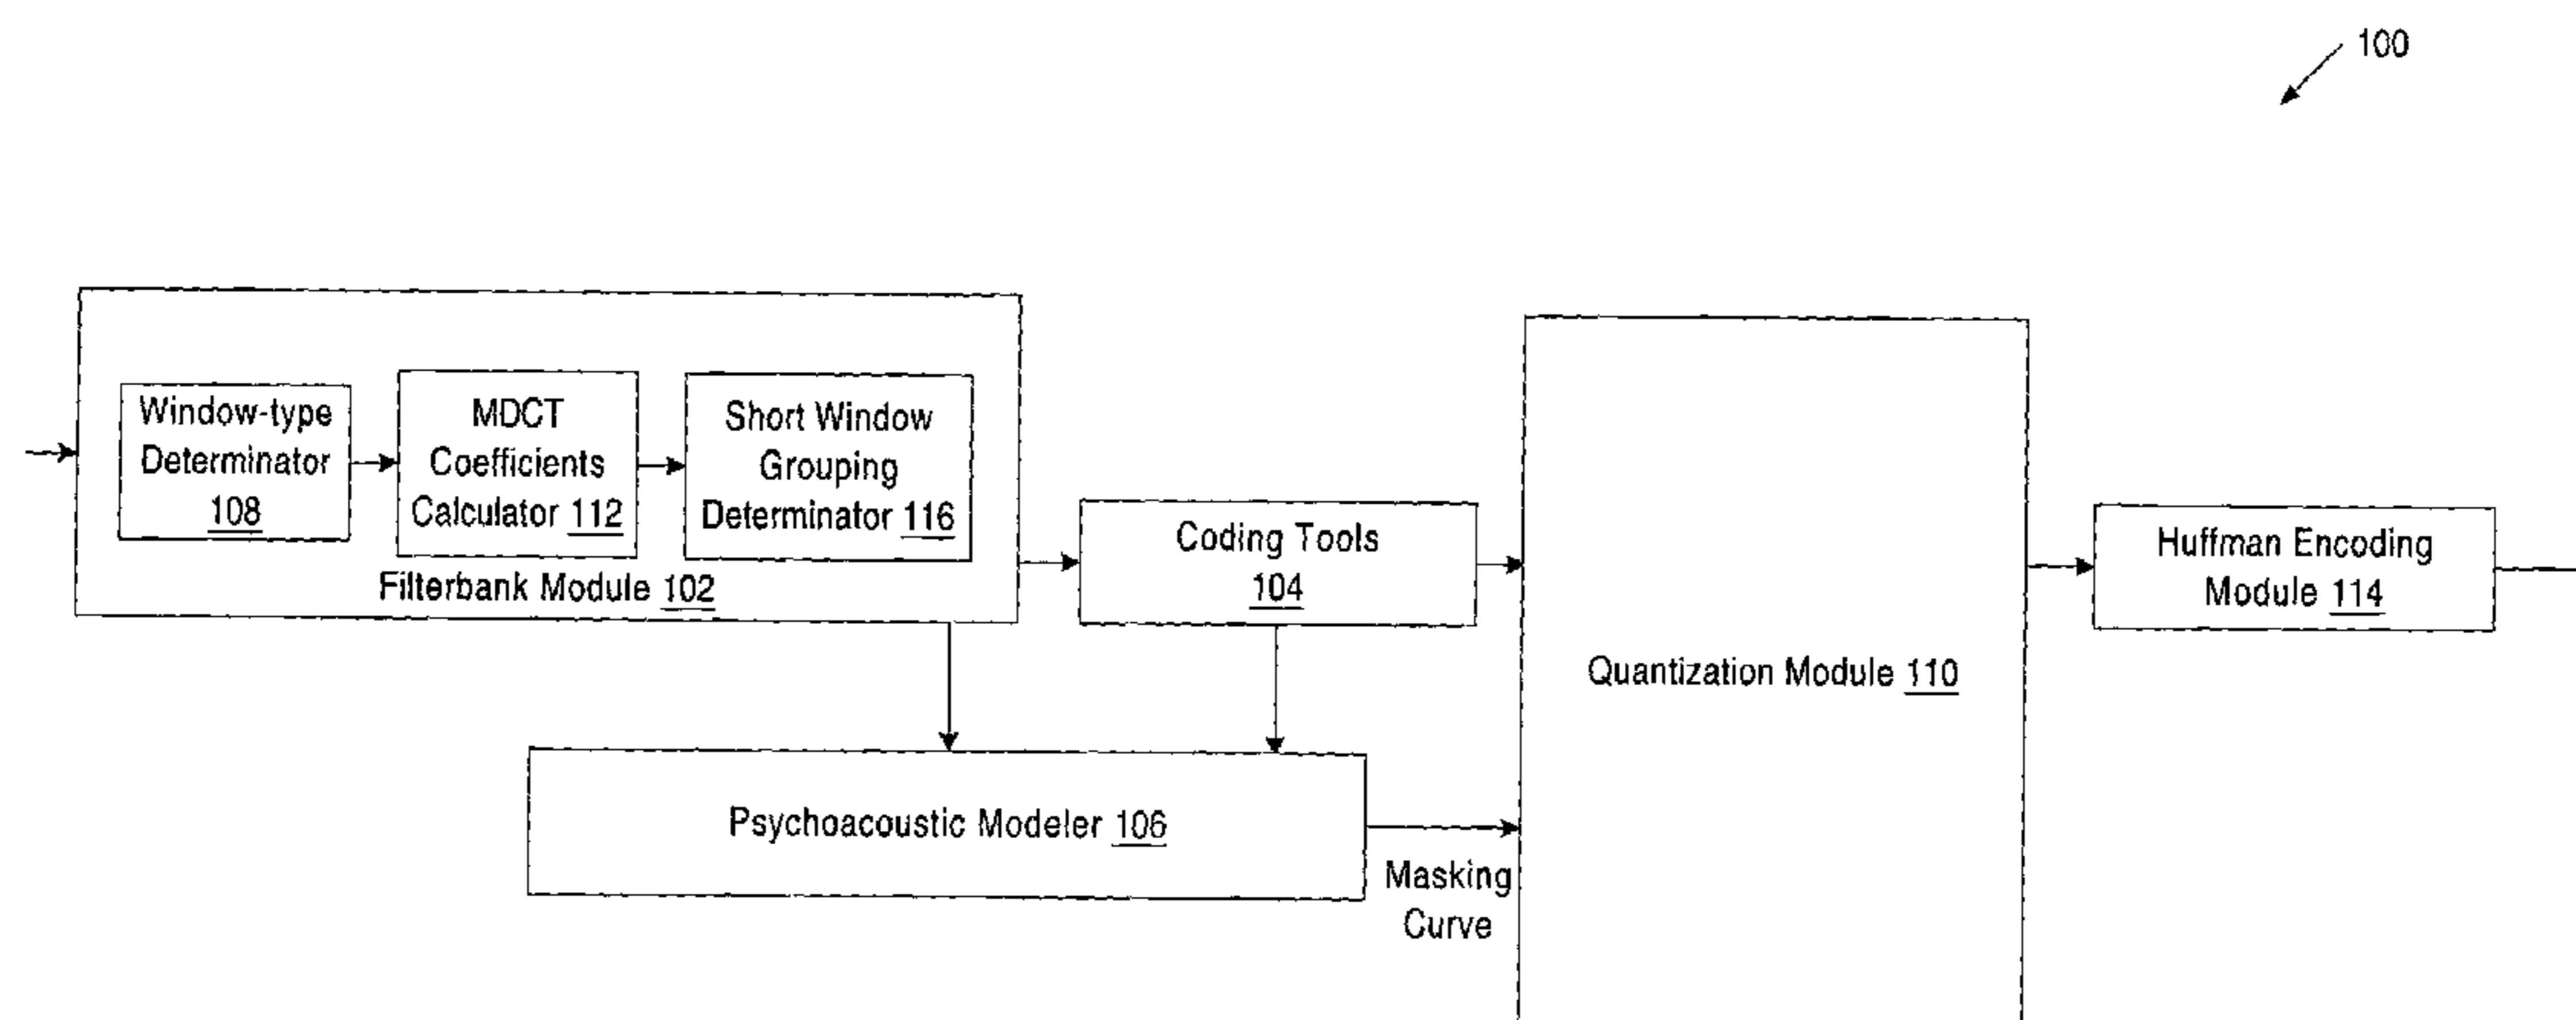 100
Window-type
Determinator
108
MDCT
Coefficients
Calculator 112
Short Window
Grouping
Determinator 116
Filterbank Module 102
Coding Tools
104
Psychoacoustic Modeler 106
Masking
Curve
Quantization Module 110
Huffman Encoding
Module 114